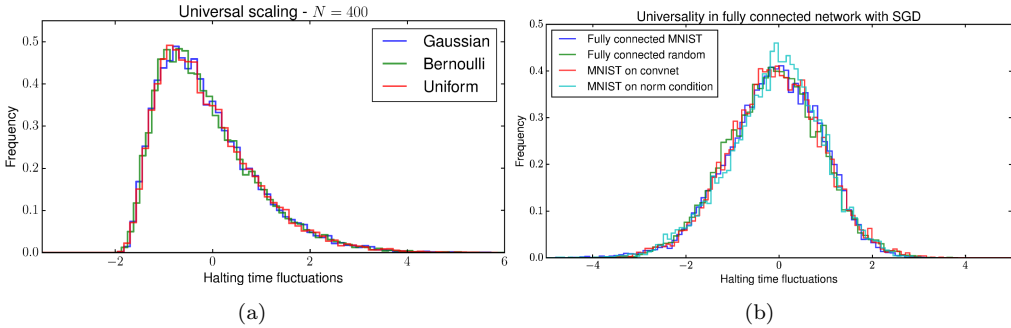 Universal scaling - N = 400
Gaussian
Bernoulli
Uniform
Frequency
0.5
0.4
0.3
0.2
0.1
0.0
−2
0
2
4
6
Halting time fluctuations
(a)
Universality in fully connected network with SGD
Fully connected MNIST
Fully connected random
MNIST on convnet
MNIST on norm condition
Frequency
0.5
0.4
0.3
0.2
0.1
0.0
−4
−2
0
2
4
Halting time fluctuations
(b)